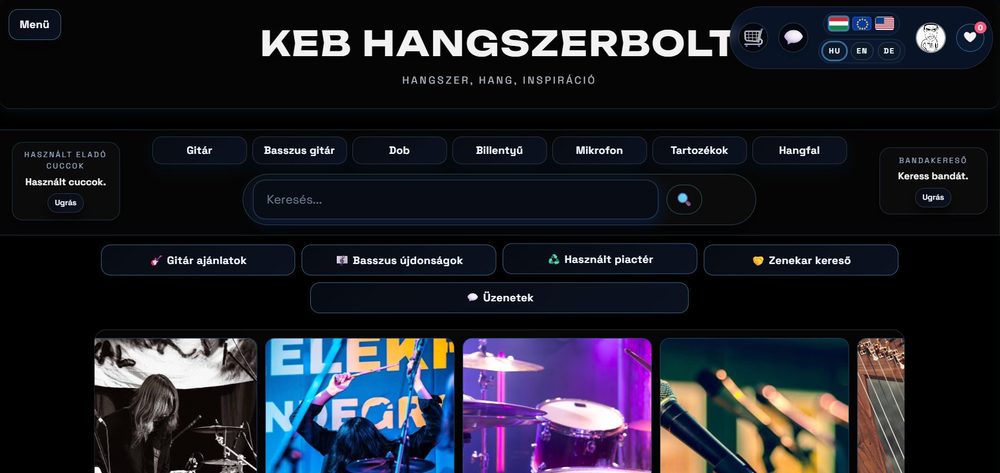 Menü
KEB HANGSZERBOLT
HANGSZER, HANG, INSPIRÁCIÓ
HU EN DE
0
HASZNÁLT ELADÓ
CUCCOK
Használt cuccok.
Ugrás
Gitár
Basszus gitár
Dob
Billentyű
Mikrofon
Tartozékok
Hangfal
Keresés...
BANDAKERESŐ
Keress bandát.
Ugrás
Gitár ajánlatok
Basszus újdonságok
Használt piactér
Zenekar kereső
Üzenetek
ELEK